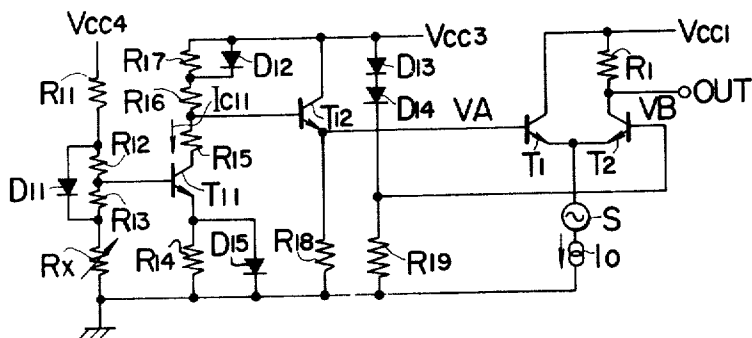 Vcc4
R17
D12
Vcc3
Vcc1
R11
R16
Ic11
D13
R1
D14
OUT
T12
VA
VB
R12
R15
T1
T2
D11
R13
T11
S
Rx
R14
D15
R18
R19
Io